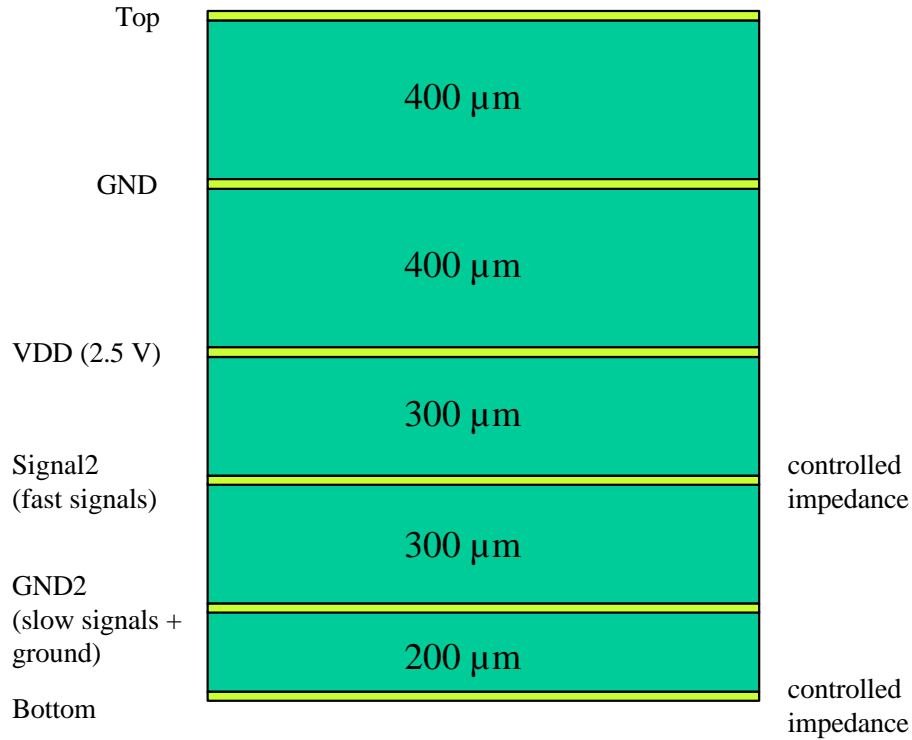 Top
400 µm
GND
400 µm
VDD (2.5 V)
300 µm
Signal2
(fast signals)
controlled
impedance
300 µm
GND2
(slow signals +
ground)
200 µm
Bottom
controlled
impedance